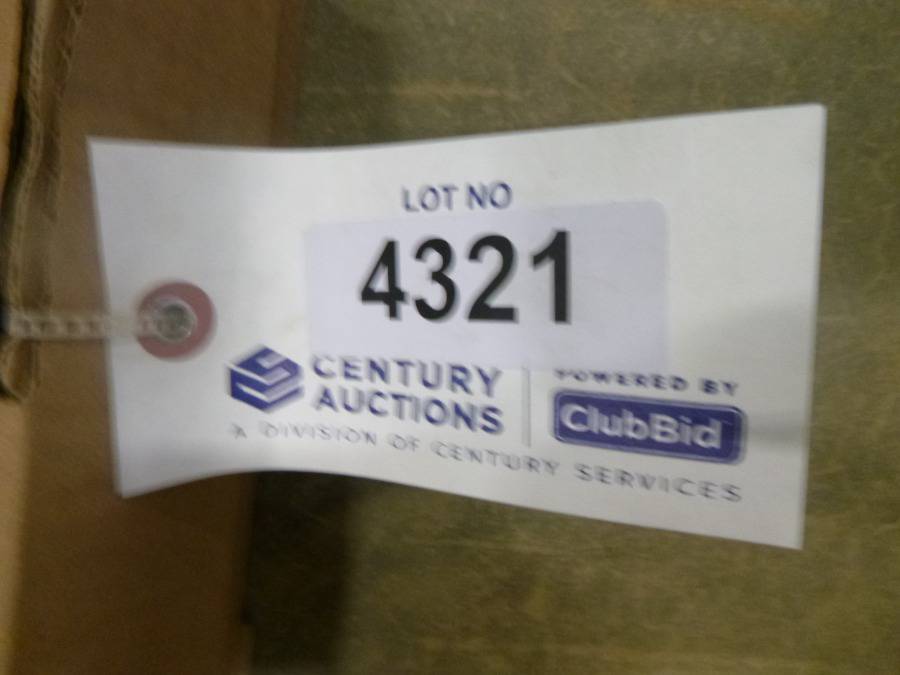 LOT NO
4321
CENTURY
AUCTIONS
A DIVISION OF CENTURY SERVICES
POWERED BY
ClubBid